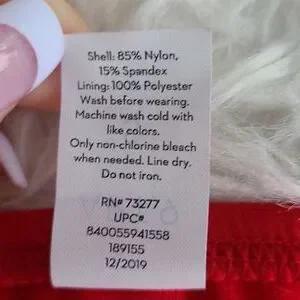 Shell: 85% Nylon,
15% Spandex
Lining: 100% Polyester
Wash before wearing.
Machine wash cold with
like colors.
Only non-chlorine bleach
when needed. Line dry.
Do not iron.
RN# 73277
UPC#
840055941558
189155
12/2019